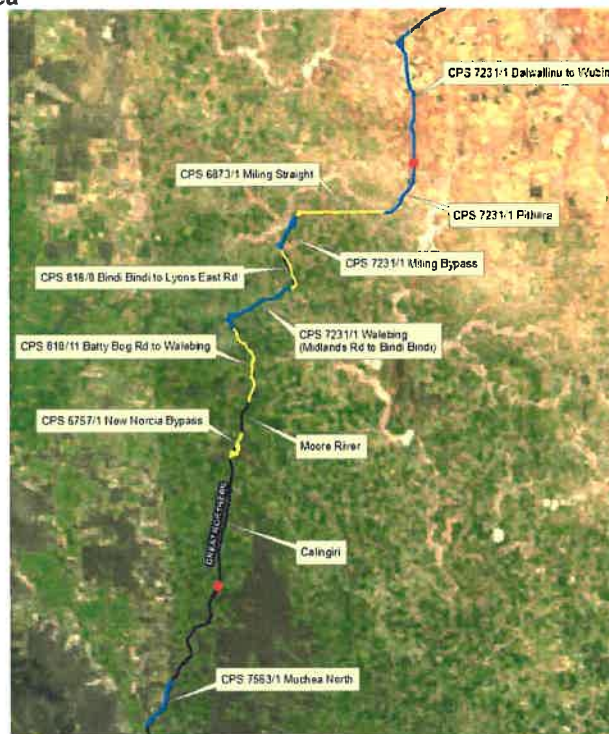 CPS 7231/1 Dalwallinu to Wubin
CPS 6873/1 Miling Straight
CPS 7231/1 Pithara
CPS 7231/1 Miling Bypass
CPS 818/8 Bindi Bindi to Lyons East Rd
CPS 7231/1 Walebing
(Midlands Rd to Bindi Bindi)
CPS 818/11 Batty Bog Rd to Walebing
CPS 5757/1 New Norcia Bypass
Moore River
GREAT NORTHERN
Calingiri
CPS 7563/1 Muchea North